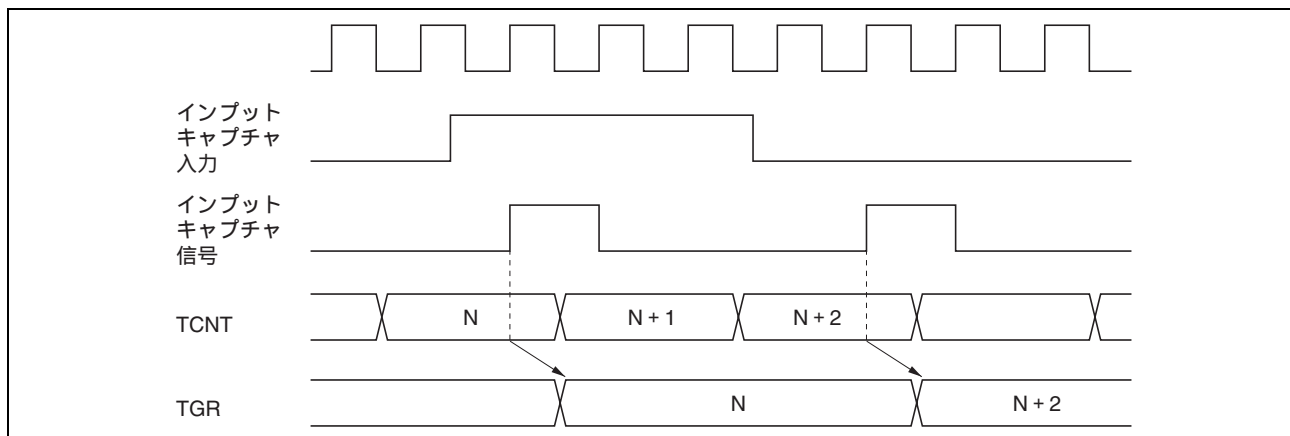 インプット
キャプチャ
入力
インプット
キャプチャ
信号
TCNT
N
N + 1
N + 2
TGR
N
N + 2